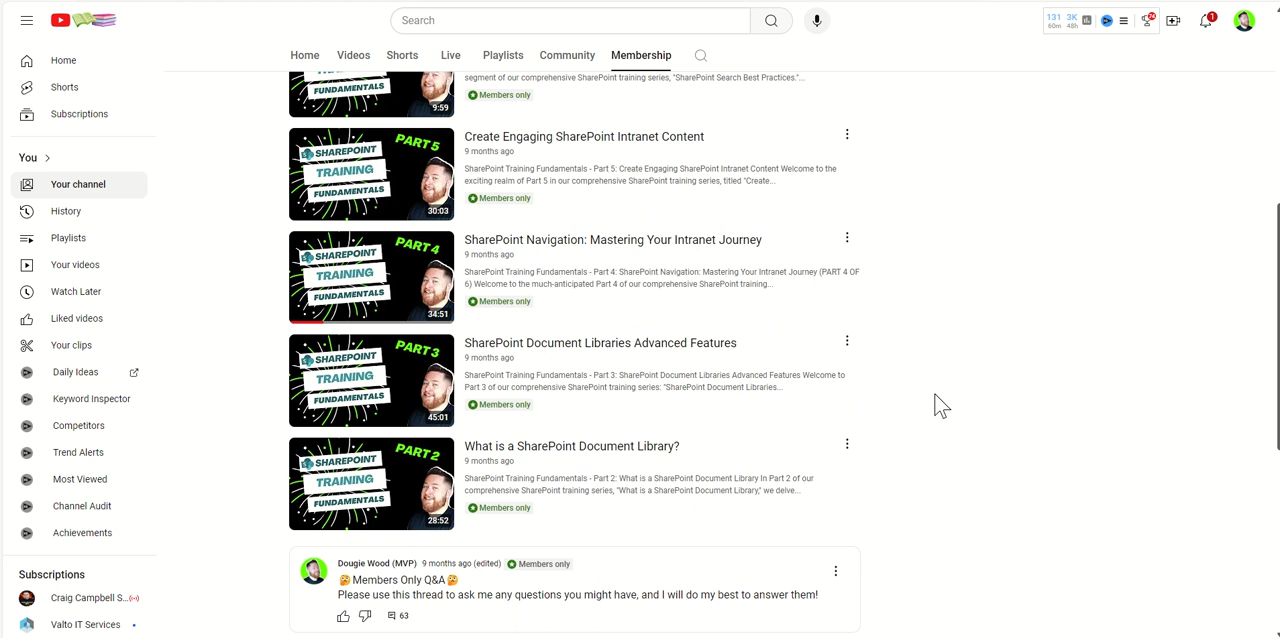 Search
131 3K
60m 48h
24
1
Home Videos Shorts Live Playlists Community Membership
Home
Shorts
Subscriptions
You
Your channel
History
Playlists
Your videos
Watch Later
Liked videos
Your clips
Daily Ideas
Keyword Inspector
Competitors
Trend Alerts
Most Viewed
Channel Audit
Achievements
Subscriptions
Craig Campbell S...
Valto IT Services
FUNDAMENTALS
9:59
segment of our comprehensive SharePoint training series, "SharePoint Search Best Practices."...
Members only
PART 5
SHAREPOINT
TRAINING
FUNDAMENTALS
30:03
Create Engaging SharePoint Intranet Content
9 months ago
SharePoint Training Fundamentals - Part 5: Create Engaging SharePoint Intranet Content Welcome to the
exciting realm of Part 5 in our comprehensive SharePoint training series, titled "Create...
Members only
PART 4
SHAREPOINT
TRAINING
FUNDAMENTALS
34:51
SharePoint Navigation: Mastering Your Intranet Journey
9 months ago
SharePoint Training Fundamentals - Part 4: SharePoint Navigation: Mastering Your Intranet Journey (PART 4 OF
6) Welcome to the much-anticipated Part 4 of our comprehensive SharePoint training...
Members only
PART 3
SHAREPOINT
TRAINING
FUNDAMENTALS
45:01
SharePoint Document Libraries Advanced Features
9 months ago
SharePoint Training Fundamentals - Part 3: SharePoint Document Libraries Advanced Features Welcome to
Part 3 of our comprehensive SharePoint training series: "SharePoint Document Libraries...
Members only
PART 2
SHAREPOINT
TRAINING
FUNDAMENTALS
28:52
What is a SharePoint Document Library?
9 months ago
SharePoint Training Fundamentals - Part 2: What is a SharePoint Document Library In Part 2 of our
comprehensive SharePoint training series, "What is a SharePoint Document Library," we delve...
Members only
Dougie Wood (MVP) 9 months ago (edited) Members only
🤔Members Only Q&A🤔
Please use this thread to ask me any questions you might have, and I will do my best to answer them!
63